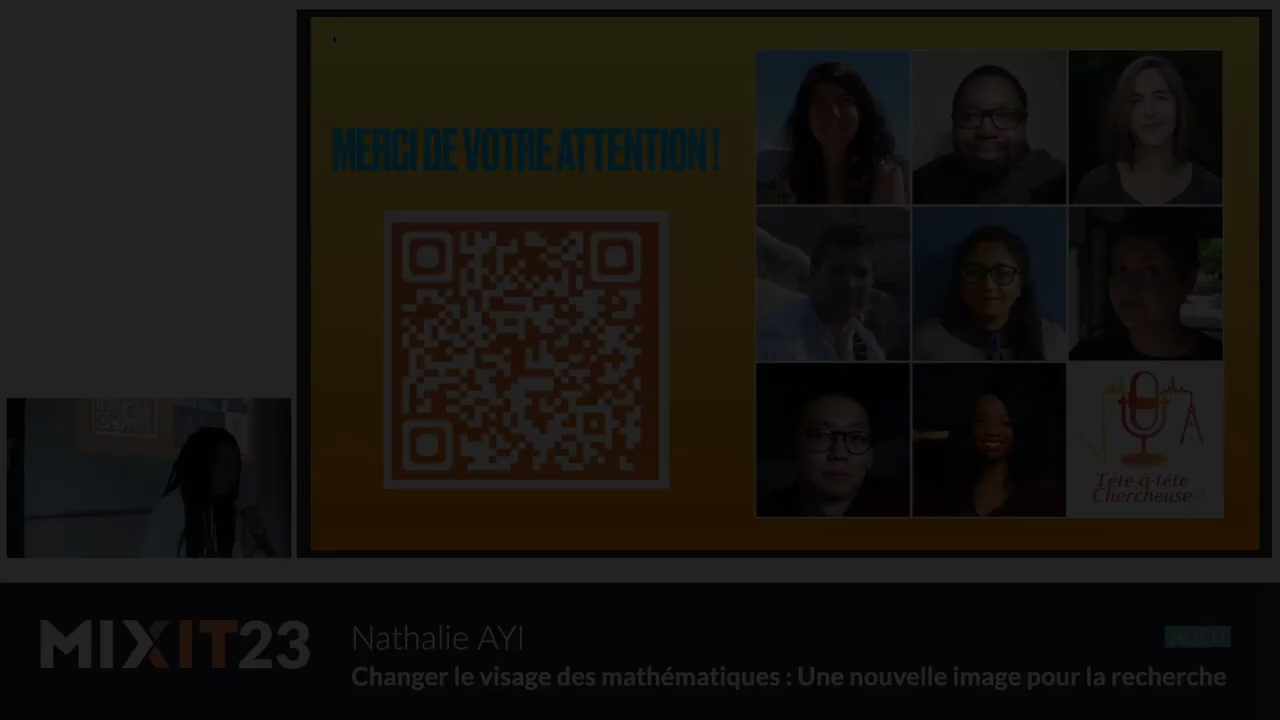 MERCI DE VOTRE ATTENTION !
Tête-à-tête
Chercheuse
MIXIT23
Nathalie AYI
Changer le visage des mathématiques : Une nouvelle image pour la recherche